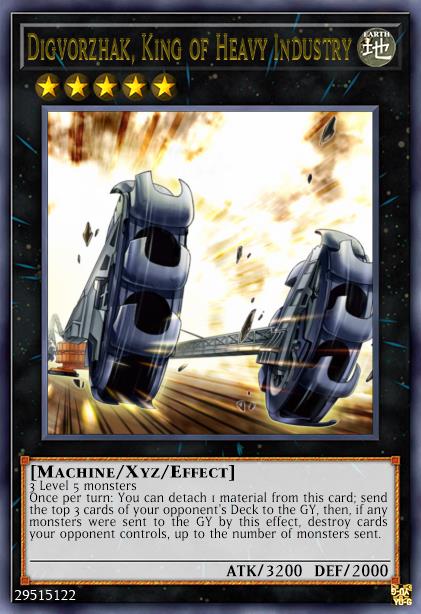 Digvorzhak, King of Heavy Industry
EARTH
地
[Machine/Xyz/Effect]
3 Level 5 monsters
Once per turn: You can detach 1 material from this card; send
the top 3 cards of your opponent's Deck to the GY, then, if any
monsters were sent to the GY by this effect, destroy cards
your opponent controls, up to the number of monsters sent.
ATK/3200 DEF/2000
29515122